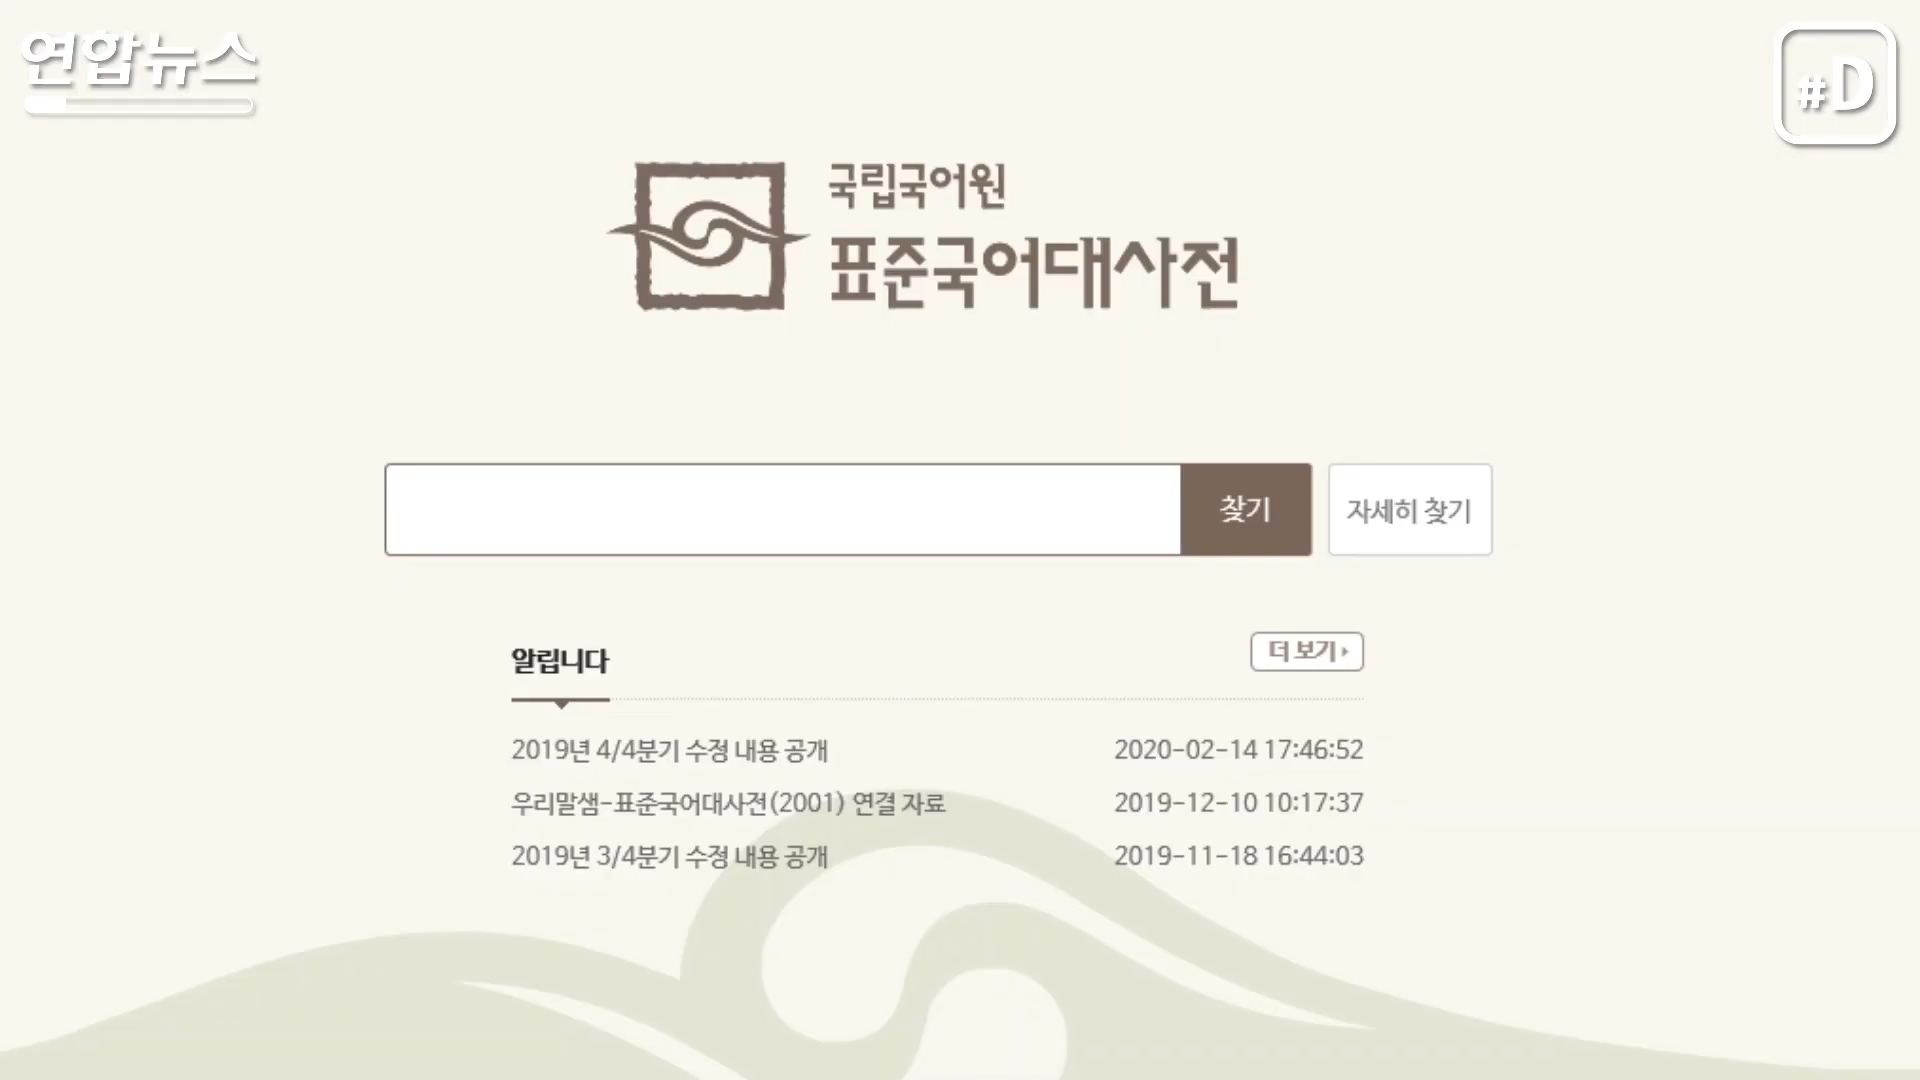 연합뉴스
#D
국립국어원
표준국어대사전
찾기
자세히 찾기
알립니다
더 보기
2019년 4/4분기 수정 내용 공개 2020-02-14 17:46:52
우리말샘-표준국어대사전(2001) 연결 자료 2019-12-10 10:17:37
2019년 3/4분기 수정 내용 공개 2019-11-18 16:44:03